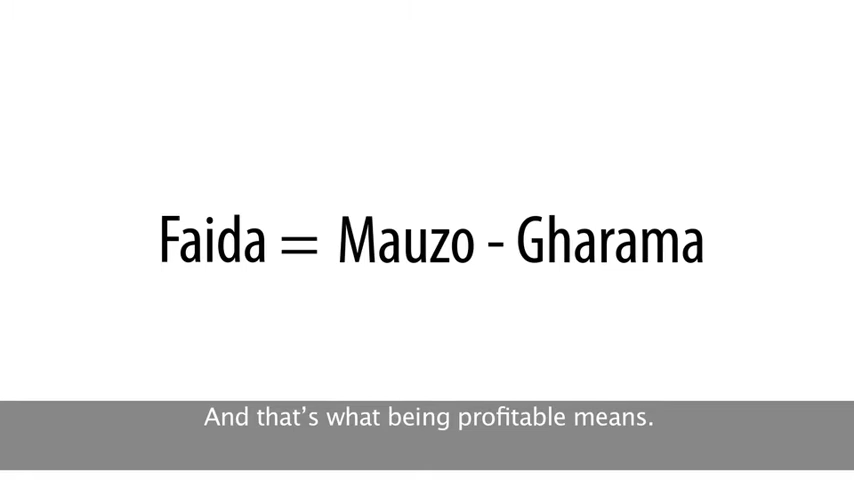 Faida = Mauzo - Gharama
And that's what being profitable means.